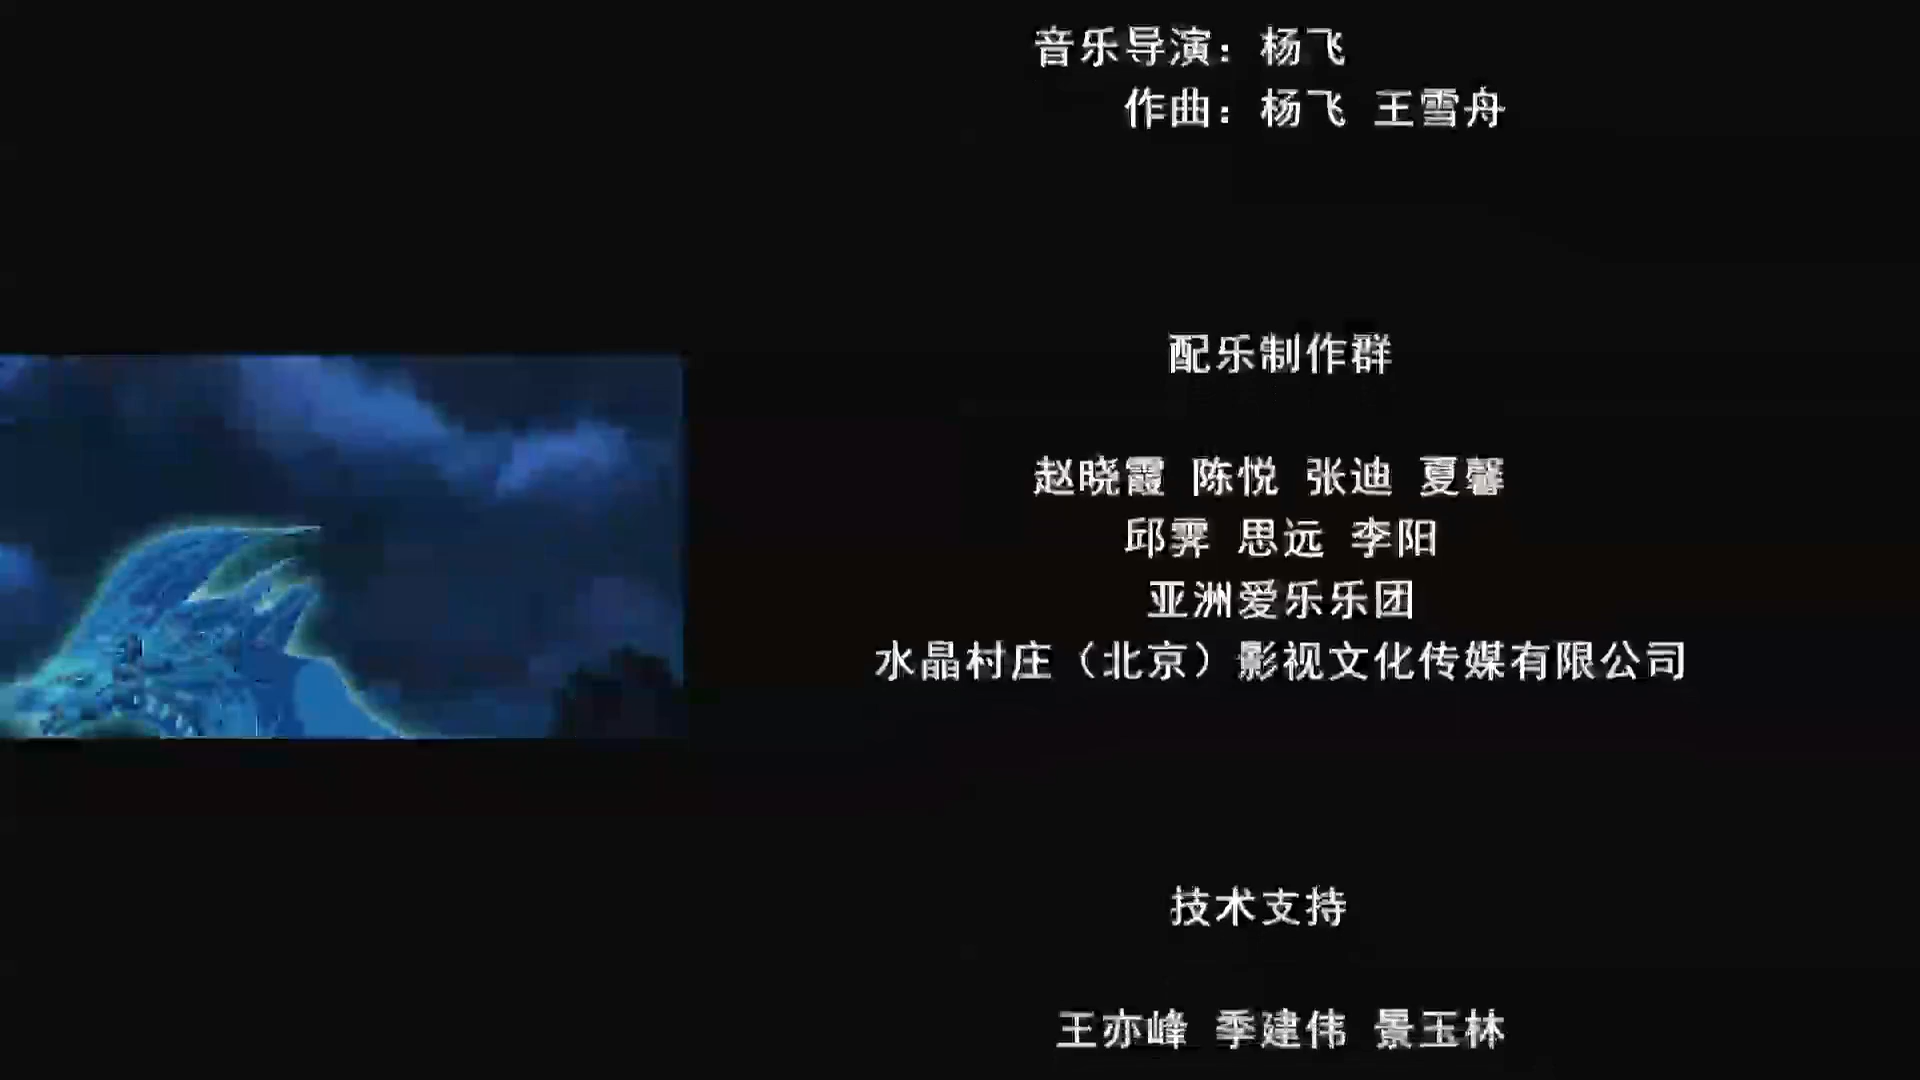 音乐导演：杨飞
作曲：杨飞 王雪舟
配乐制作群
赵晓霞 陈悦 张迪 夏馨
邱霁 思远 李阳
亚洲爱乐乐团
水晶村庄（北京）影视文化传媒有限公司
技术支持
王亦峰 季建伟 景玉林